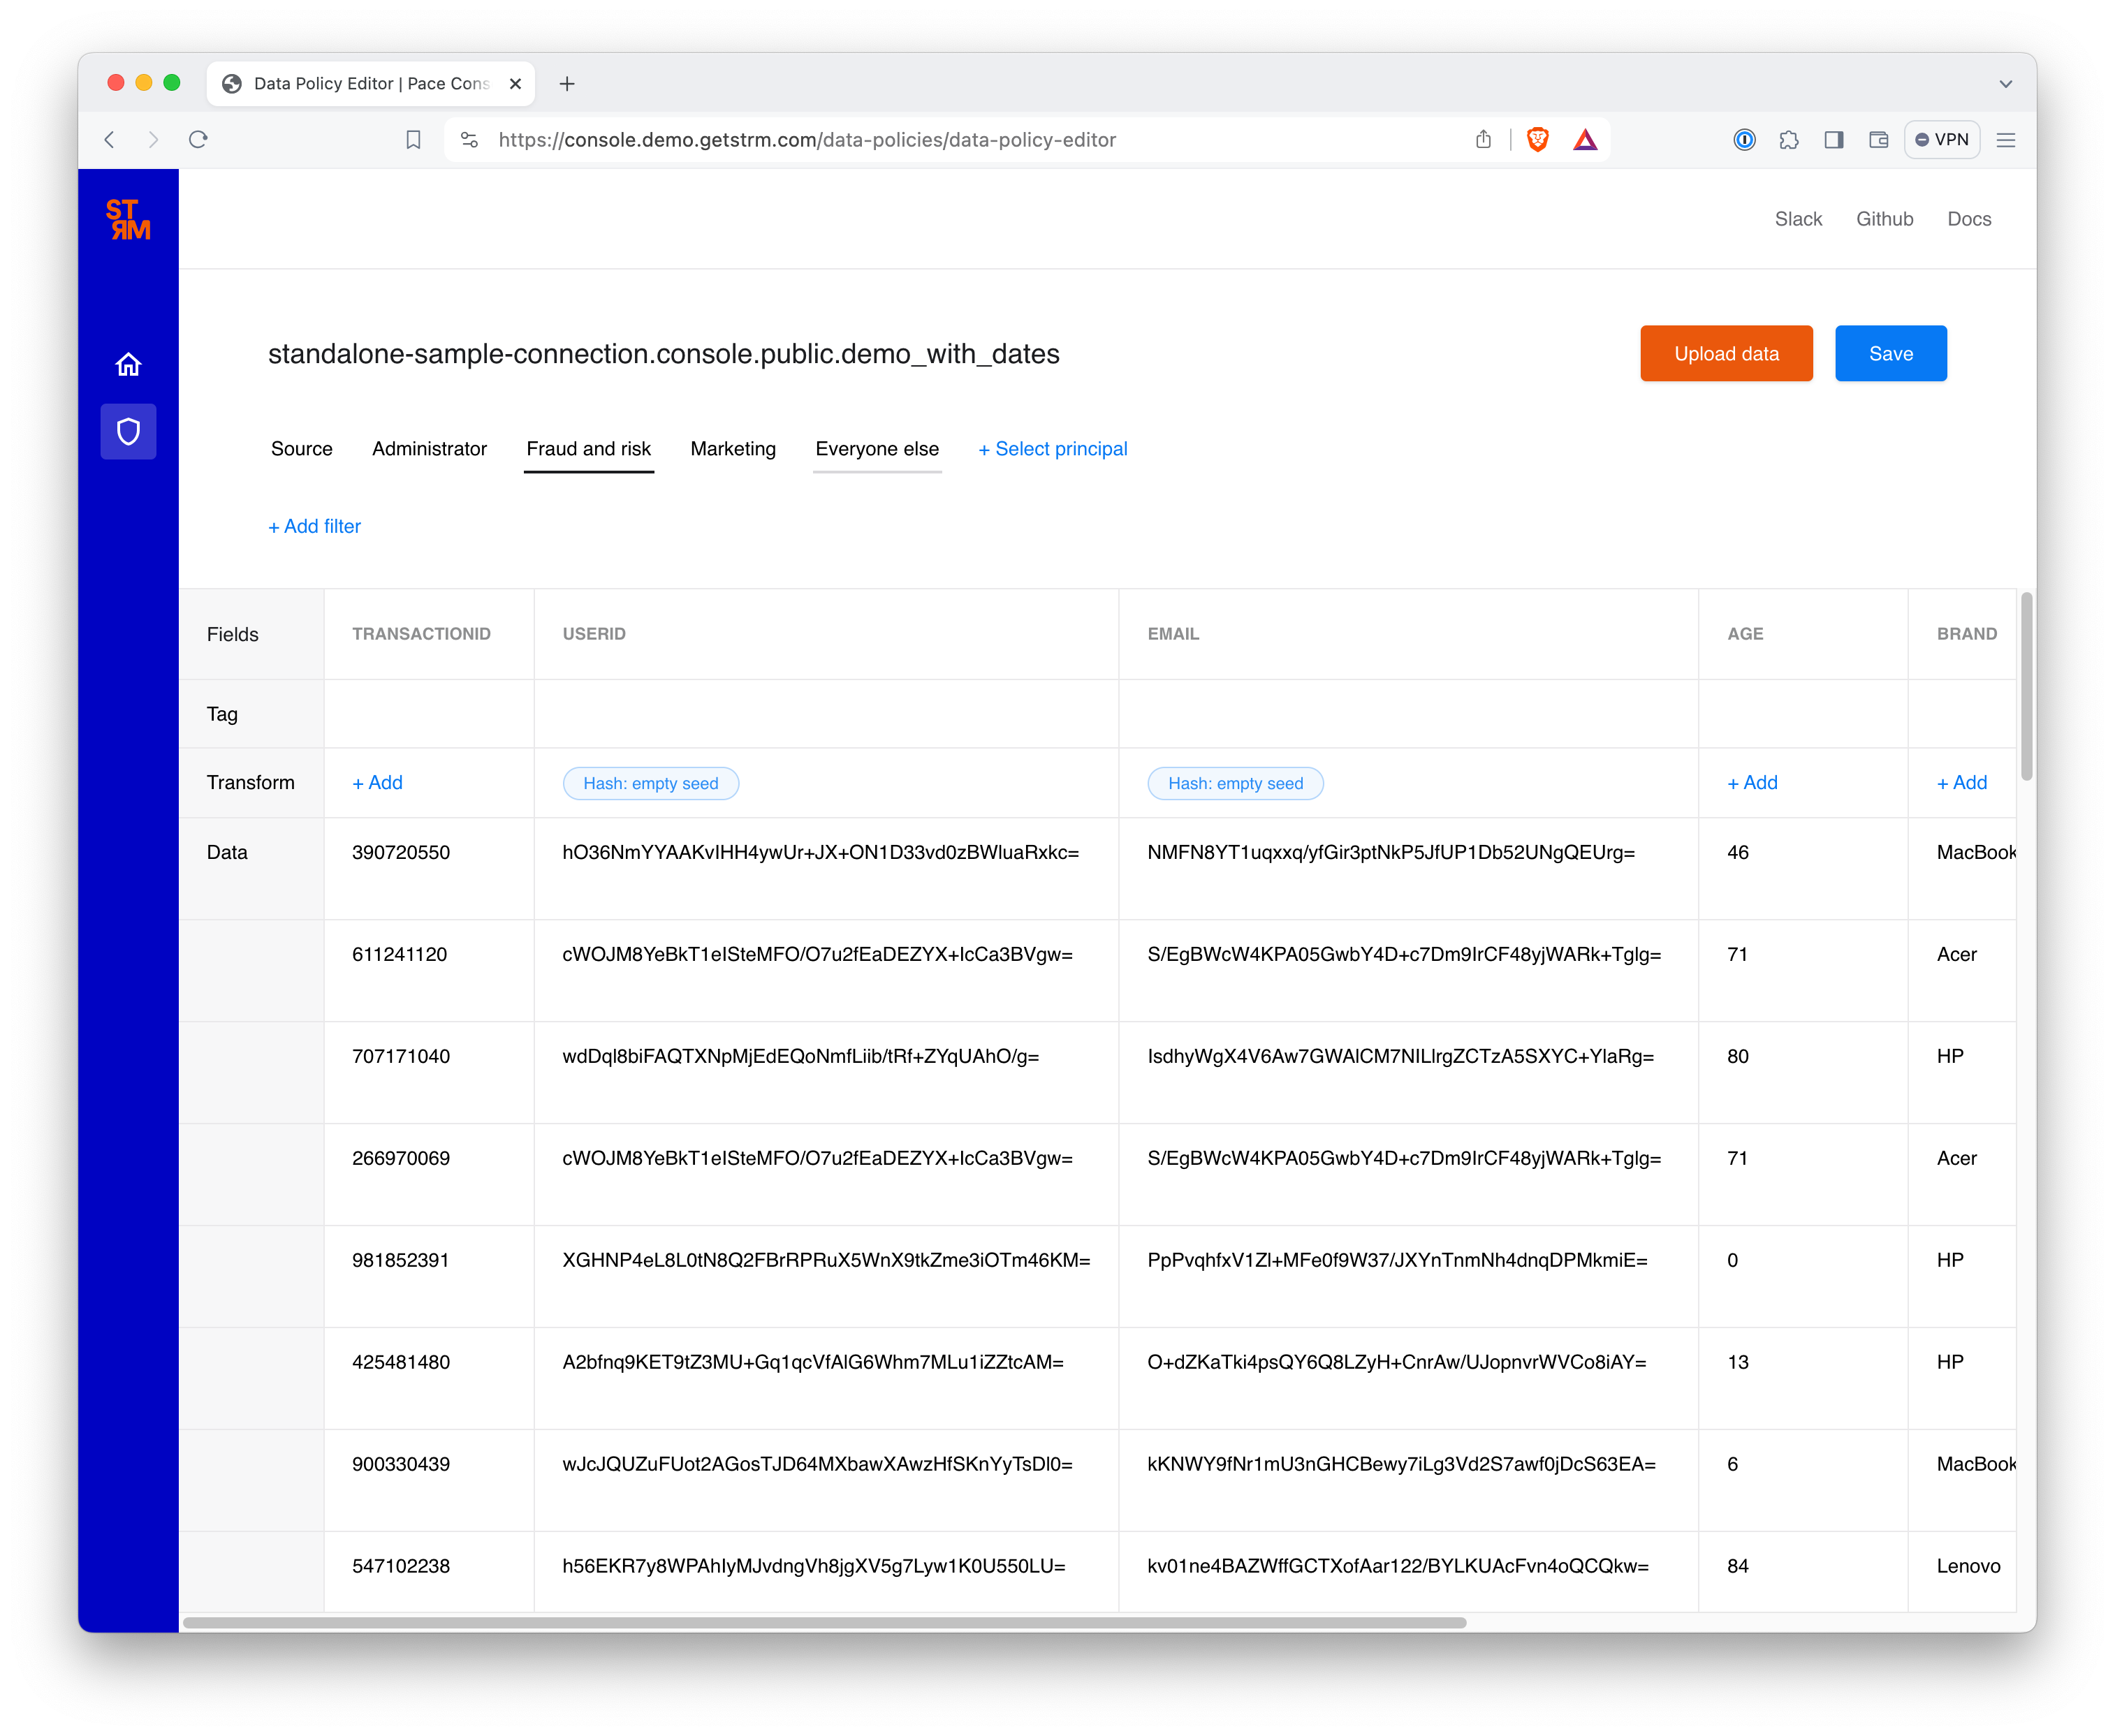 Data Policy Editor | Pace Cons
https://console.demo.getstrm.com/data-policies/data-policy-editor
VPN
STRM
Slack Github Docs
standalone-sample-connection.console.public.demo_with_dates
Upload data Save
Source Administrator Fraud and risk Marketing Everyone else + Select principal
+ Add filter
Fields TRANSACTIONID USERID EMAIL AGE BRAND
Tag
Transform + Add Hash: empty seed Hash: empty seed + Add + Add
Data 390720550 hO36NmYYAAKvIHH4ywUr+JX+ON1D33vd0zBWluaRxkc= NMFN8YT1uqxxq/yfGir3ptNkP5JfUP1Db52UNgQEUrg= 46 MacBook
611241120 cWOJM8YeBkT1eISteMFO/O7u2fEaDEZYX+IcCa3BVgw= S/EgBWcW4KPA05GwbY4D+c7Dm9IrCF48yjWARk+Tglg= 71 Acer
707171040 wdDql8biFAQTXNpMjEdEQoNmfLiib/tRf+ZYqUAhO/g= IsdhyWgX4V6Aw7GWAlCM7NILlrgZCTzA5SXYC+YlaRg= 80 HP
266970069 cWOJM8YeBkT1eISteMFO/O7u2fEaDEZYX+IcCa3BVgw= S/EgBWcW4KPA05GwbY4D+c7Dm9IrCF48yjWARk+Tglg= 71 Acer
981852391 XGHNP4eL8L0tN8Q2FBrRPRuX5WnX9tkZme3iOTm46KM= PpPvqhfxV1Zl+MFe0f9W37/JXYnTnmNh4dnqDPMkmiE= 0 HP
425481480 A2bfnq9KET9tZ3MU+Gq1qcVfAlG6Whm7MLu1iZZtcAM= O+dZKaTki4psQY6Q8LZyH+CnrAw/UJopnvrWVCo8iAY= 13 HP
900330439 wJcJQUZuFUot2AGosTJD64MXbawXAwzHfSKnYyTsDl0= kKNWY9fNr1mU3nGHCBewy7iLg3Vd2S7awf0jDcS63EA= 6 MacBook
547102238 h56EKR7y8WPAhIyMJvdngVh8jgXV5g7Lyw1K0U550LU= kv01ne4BAZWffGCTXofAar122/BYLKUAcFvn4oQCQkw= 84 Lenovo